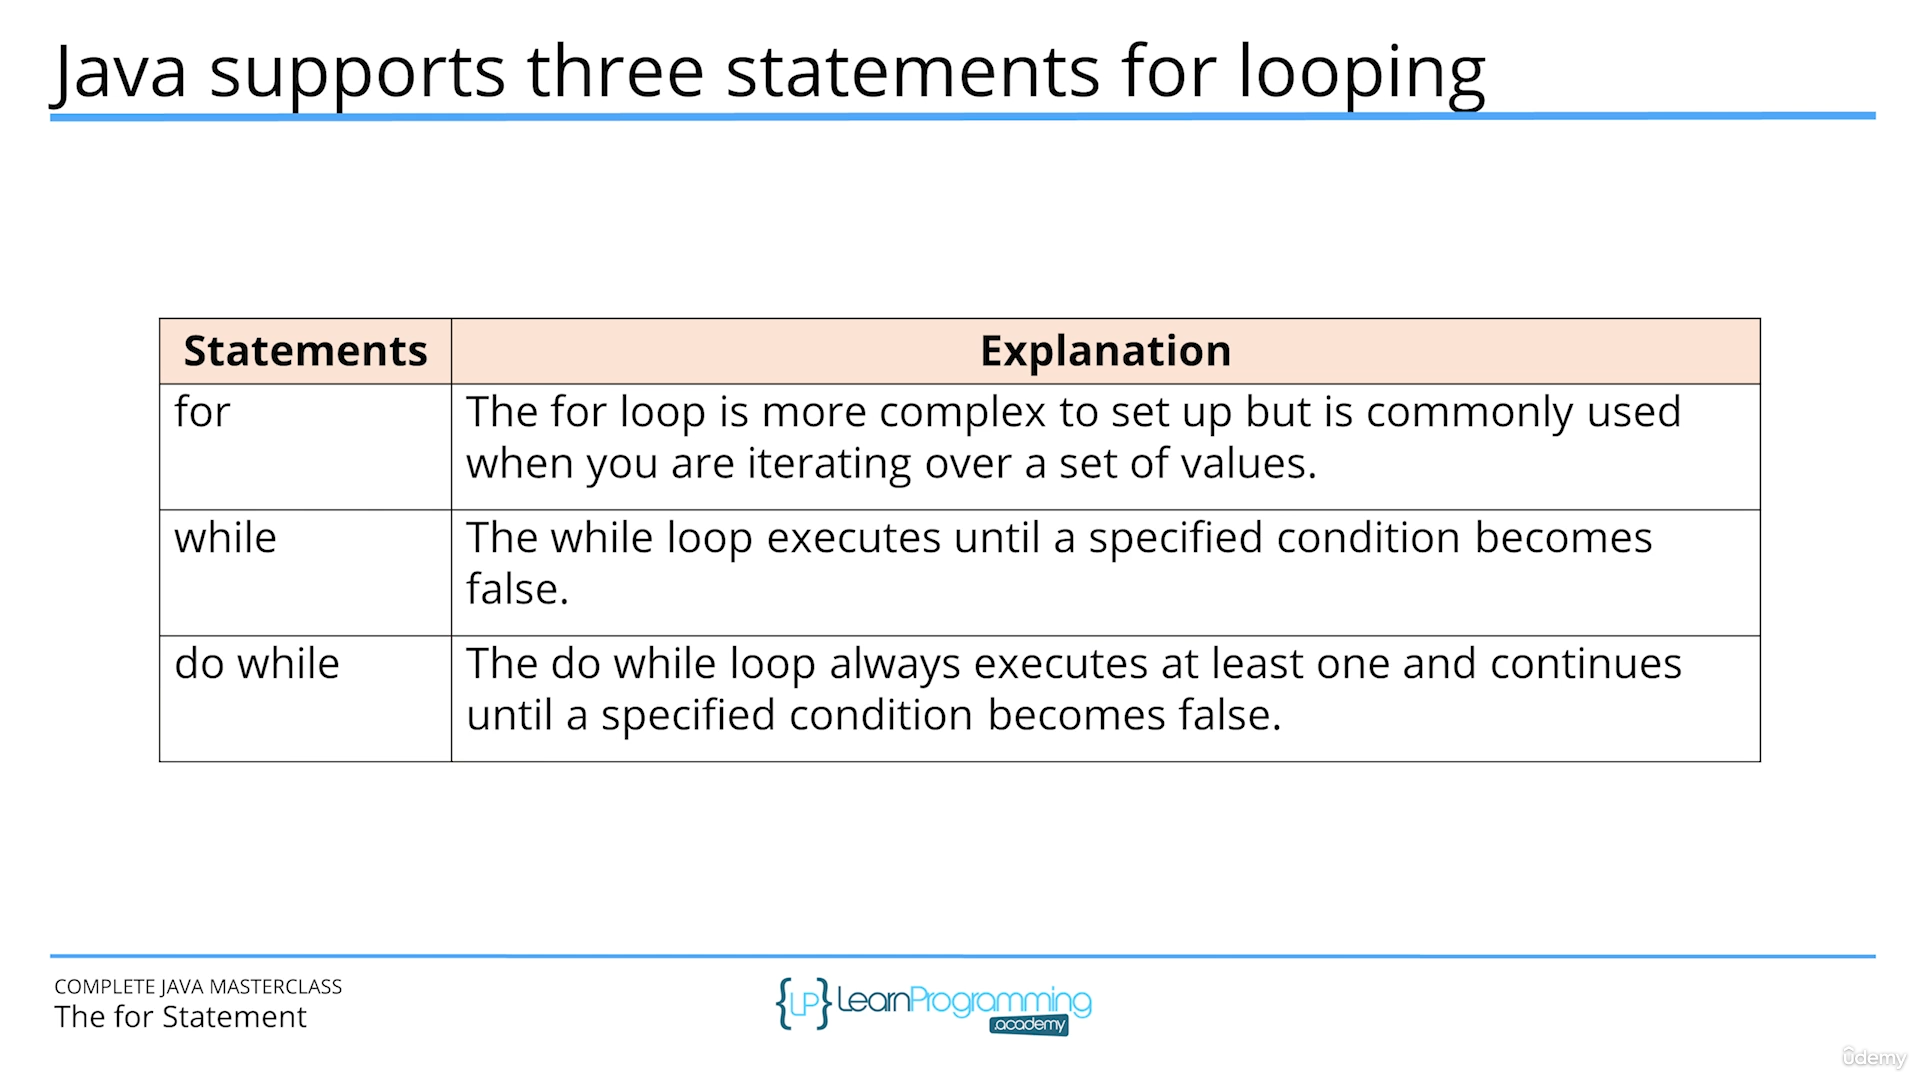 Java supports three statements for looping
Statements
Explanation
for
The for loop is more complex to set up but is commonly used
when you are iterating over a set of values.
while
The while loop executes until a specified condition becomes
false.
do while
The do while loop always executes at least one and continues
until a specified condition becomes false.
COMPLETE JAVA MASTERCLASS
The for Statement
{LP} LearnProgramming
.academy
ûdemy